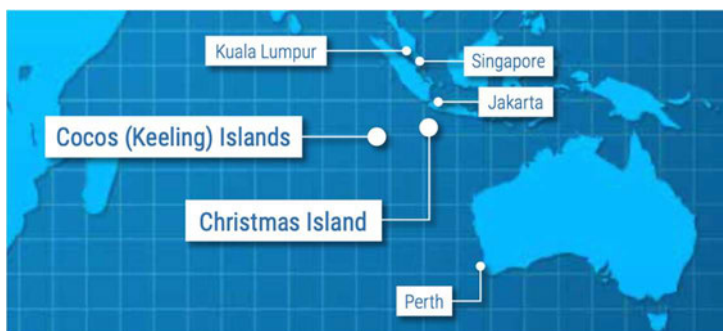 Kuala Lumpur
Singapore
Jakarta
Cocos (Keeling) Islands
Christmas Island
Perth